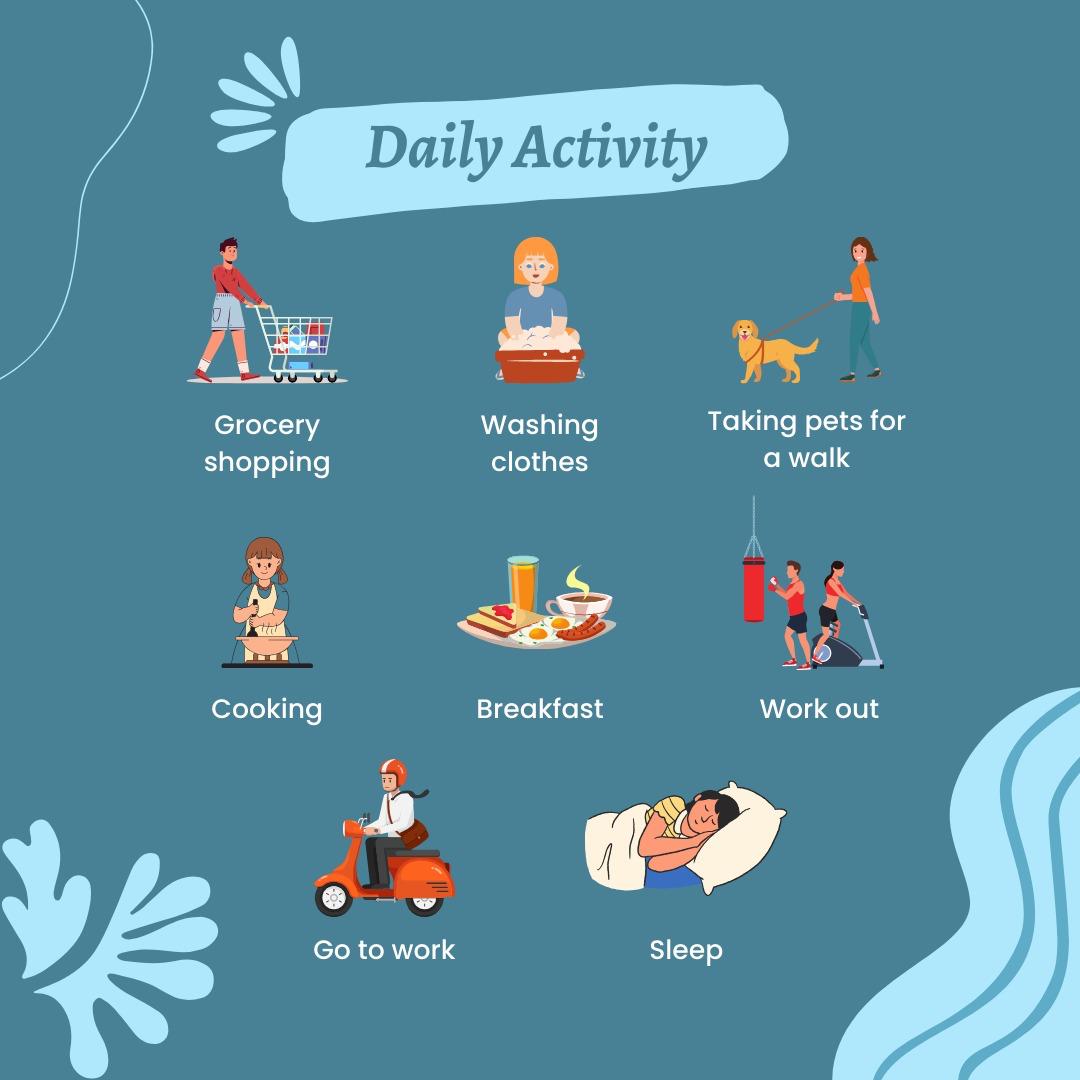 Daily Activity
Grocery
shopping
Washing
clothes
Taking pets for
a walk
Cooking
Breakfast
Work out
Go to work
Sleep